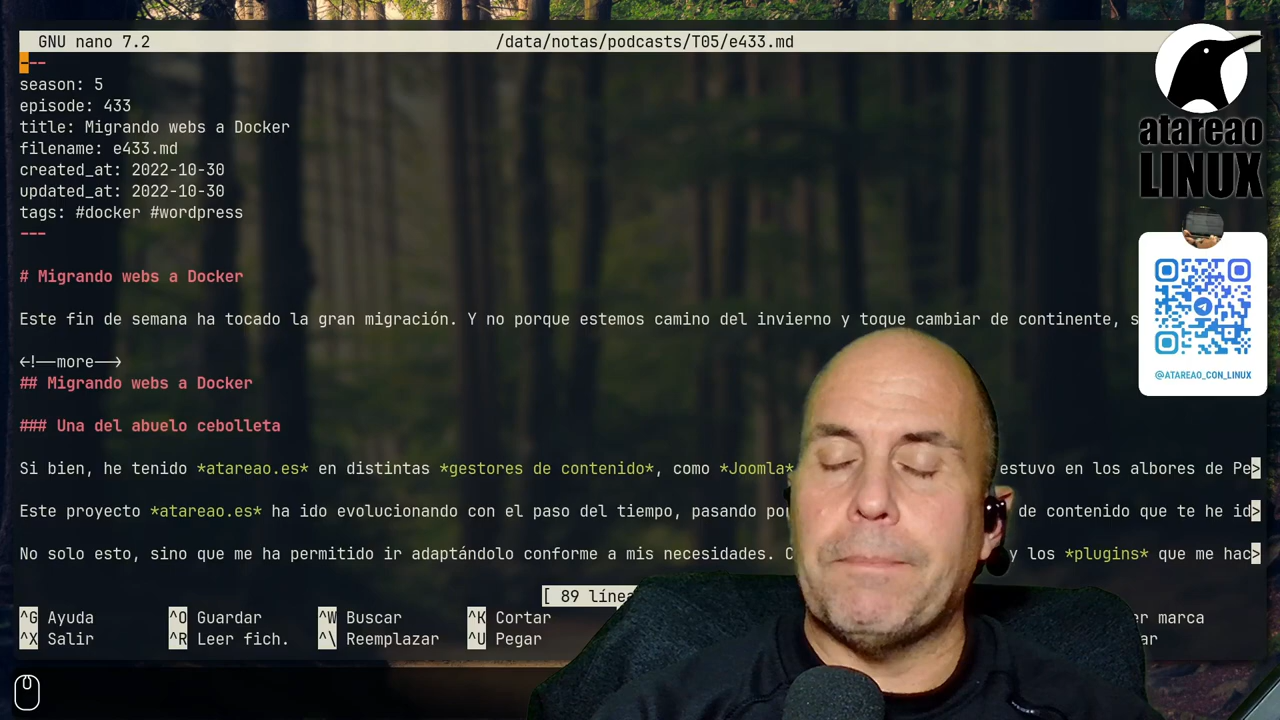 GNU nano 7.2 /data/notas/podcasts/T05/e433.md
---
season: 5
episode: 433
title: Migrando webs a Docker
filename: e433.md
created_at: 2022-10-30
updated_at: 2022-10-30
tags: #docker #wordpress
---
# Migrando webs a Docker
Este fin de semana ha tocado la gran migración. Y no porque estemos camino del invierno y toque cambiar de continente, s
<!--more-->
## Migrando webs a Docker
### Una del abuelo cebolleta
Si bien, he tenido *atareao.es* en distintas *gestores de contenido*, como *Joomla* estuvo en los albores de Pe>
Este proyecto *atareao.es* ha ido evolucionando con el paso del tiempo, pasando por de contenido que te he id>
No solo esto, sino que me ha permitido ir adaptándolo conforme a mis necesidades. y los *plugins* que me hac>
[ 89 línea
^G Ayuda ^O Guardar ^W Buscar ^K Cortar er marca
^X Salir ^R Leer fich. ^\ Reemplazar ^U Pegar ar
atareao
LINUX
@ATAREAO_CON_LINUX